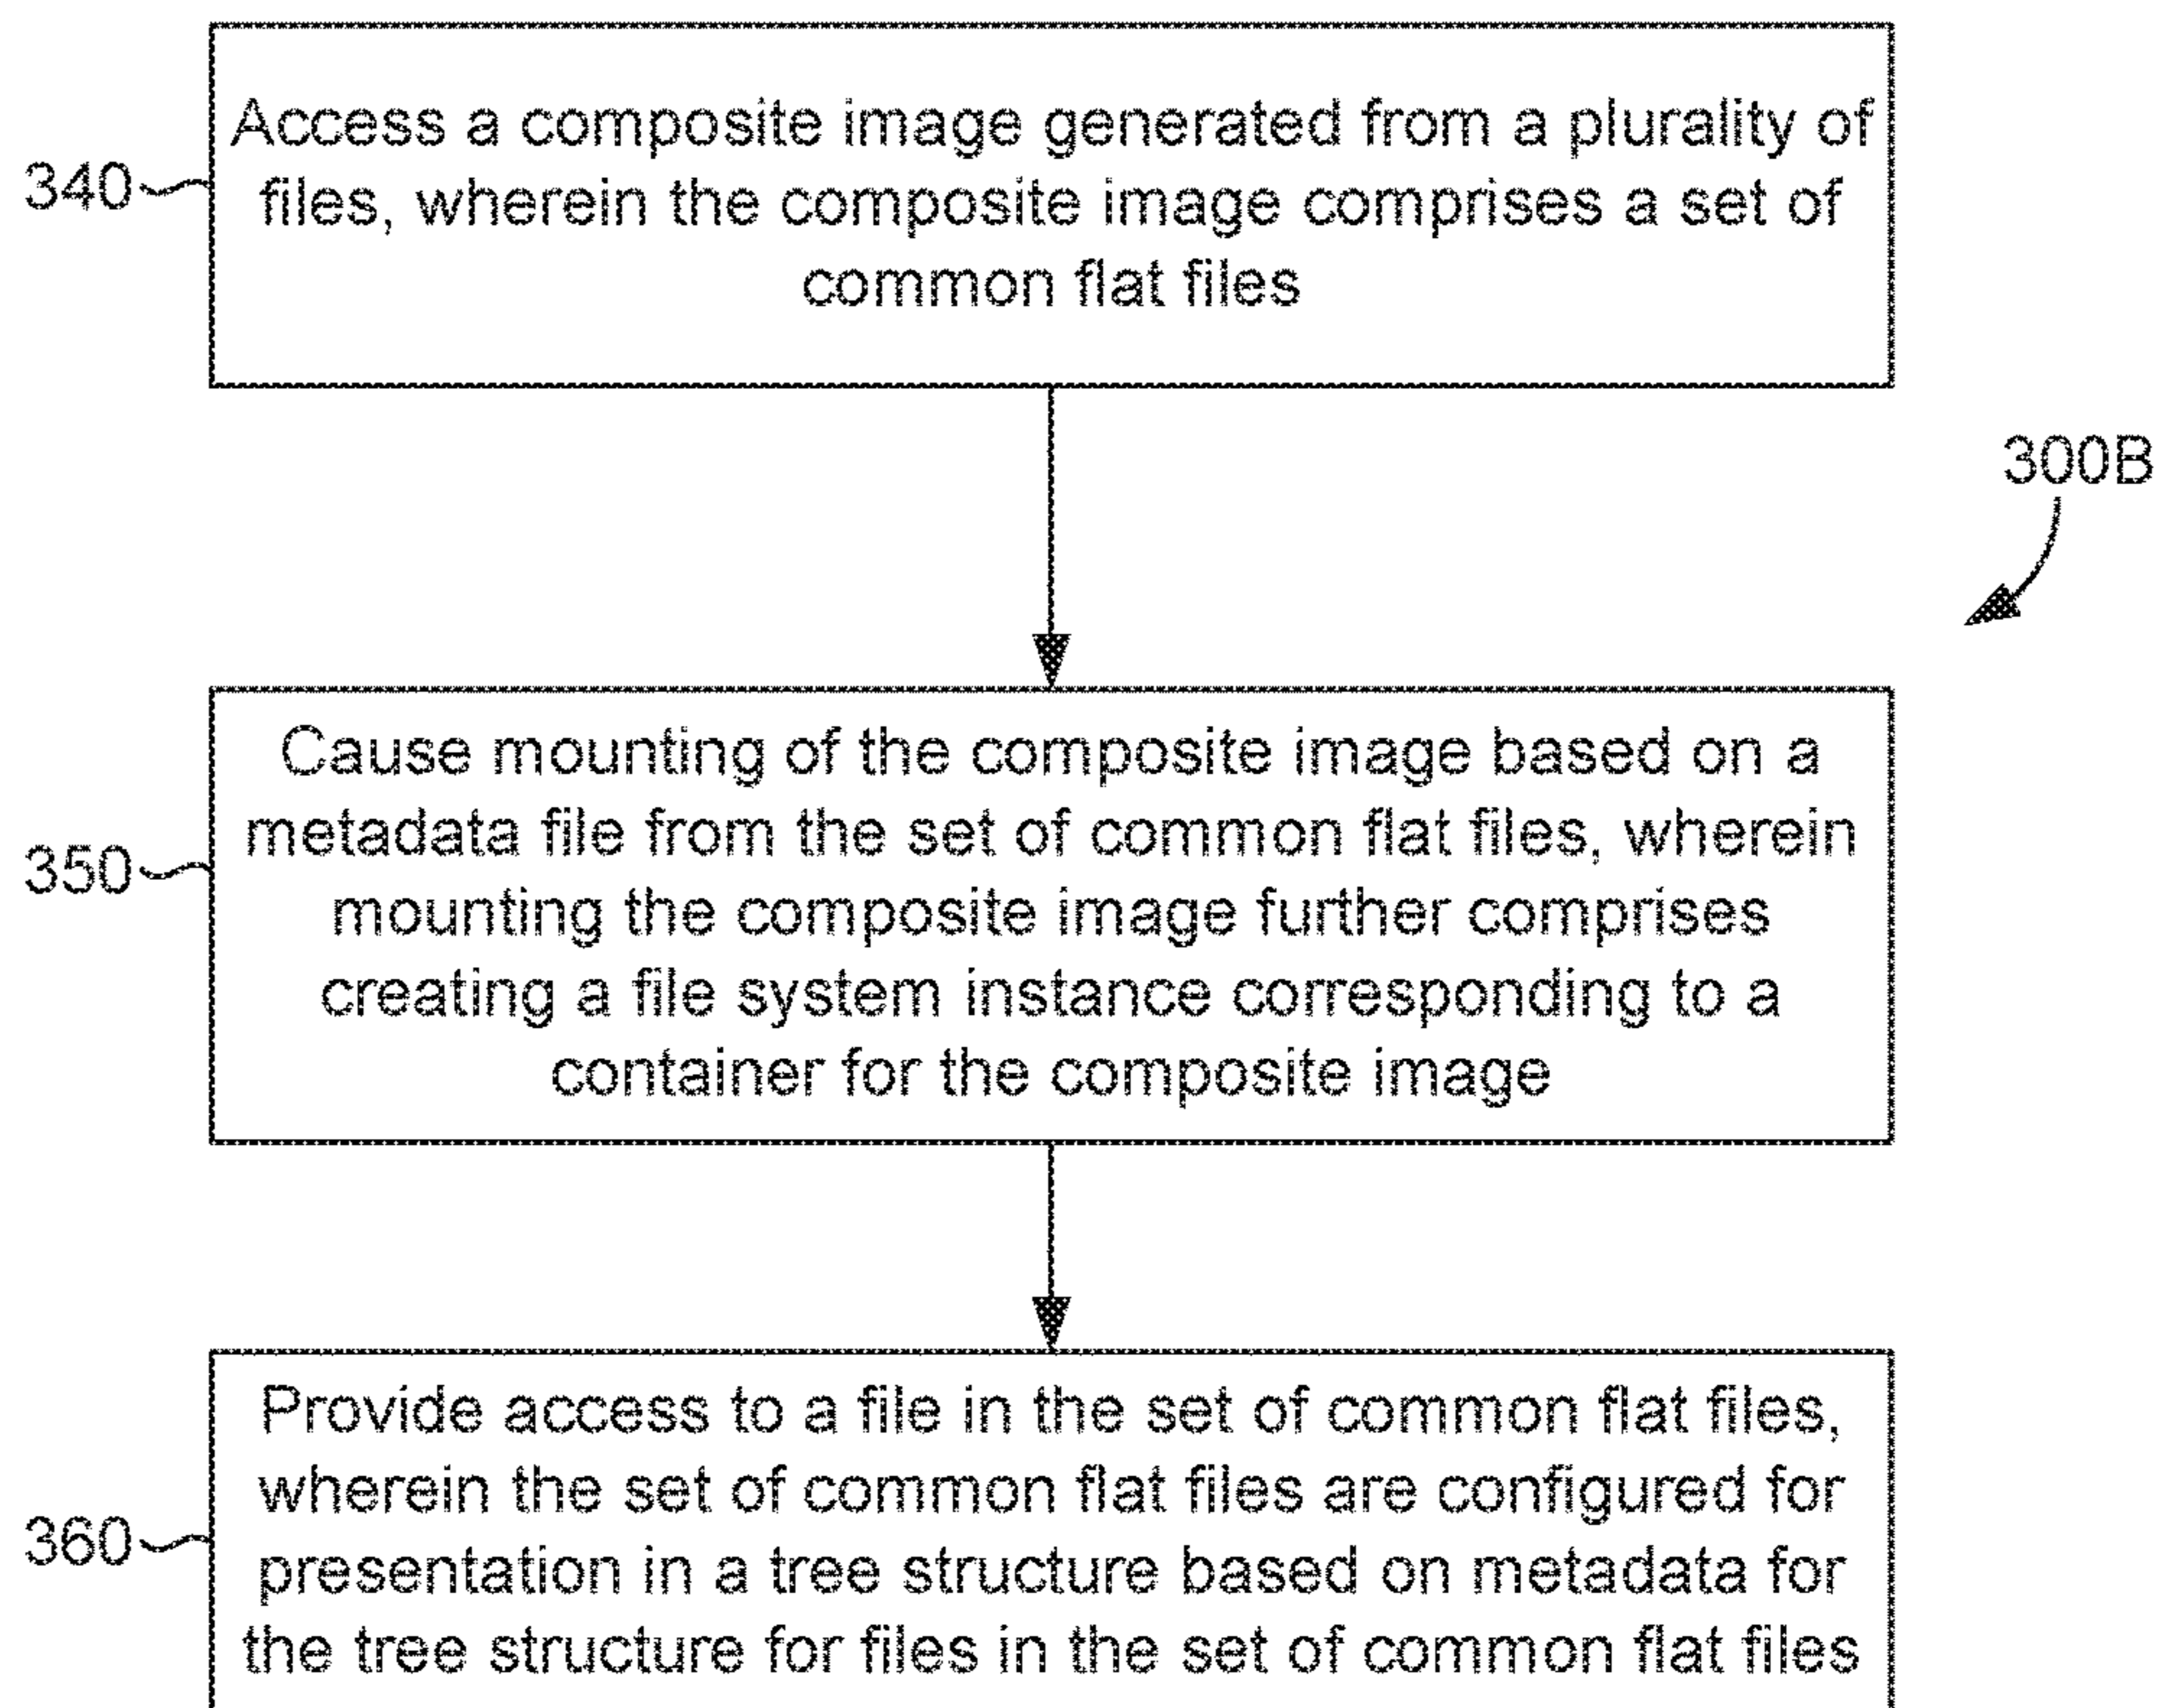 340
Access a composite image generated from a plurality of
files, wherein the composite image comprises a set of
common flat files
300B
350
Cause mounting of the composite image based on a
metadata file from the set of common flat files, wherein
mounting the composite image further comprises
creating a file system instance corresponding to a
container for the composite image
360
Provide access to a file in the set of common flat files,
wherein the set of common flat files are configured for
presentation in a tree structure based on metadata for
the tree structure for files in the set of common flat files